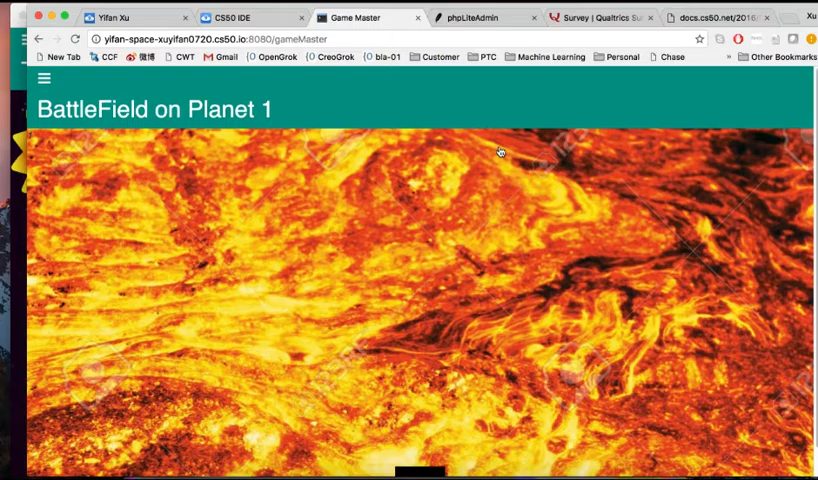 Yifan Xu
CS50 IDE
Game Master
phpLiteAdmin
Survey | Qualtrics Su
docs.cs50.net/2016/
Xu
yifan-space-xuyifan0720.cs50.io:8080/gameMaster
New Tab
CCF
微博
CWT
Gmail
OpenGrok
CreoGrok
bla-01
Customer
PTC
Machine Learning
Personal
Chase
»
Other Bookmarks
BattleField on Planet 1